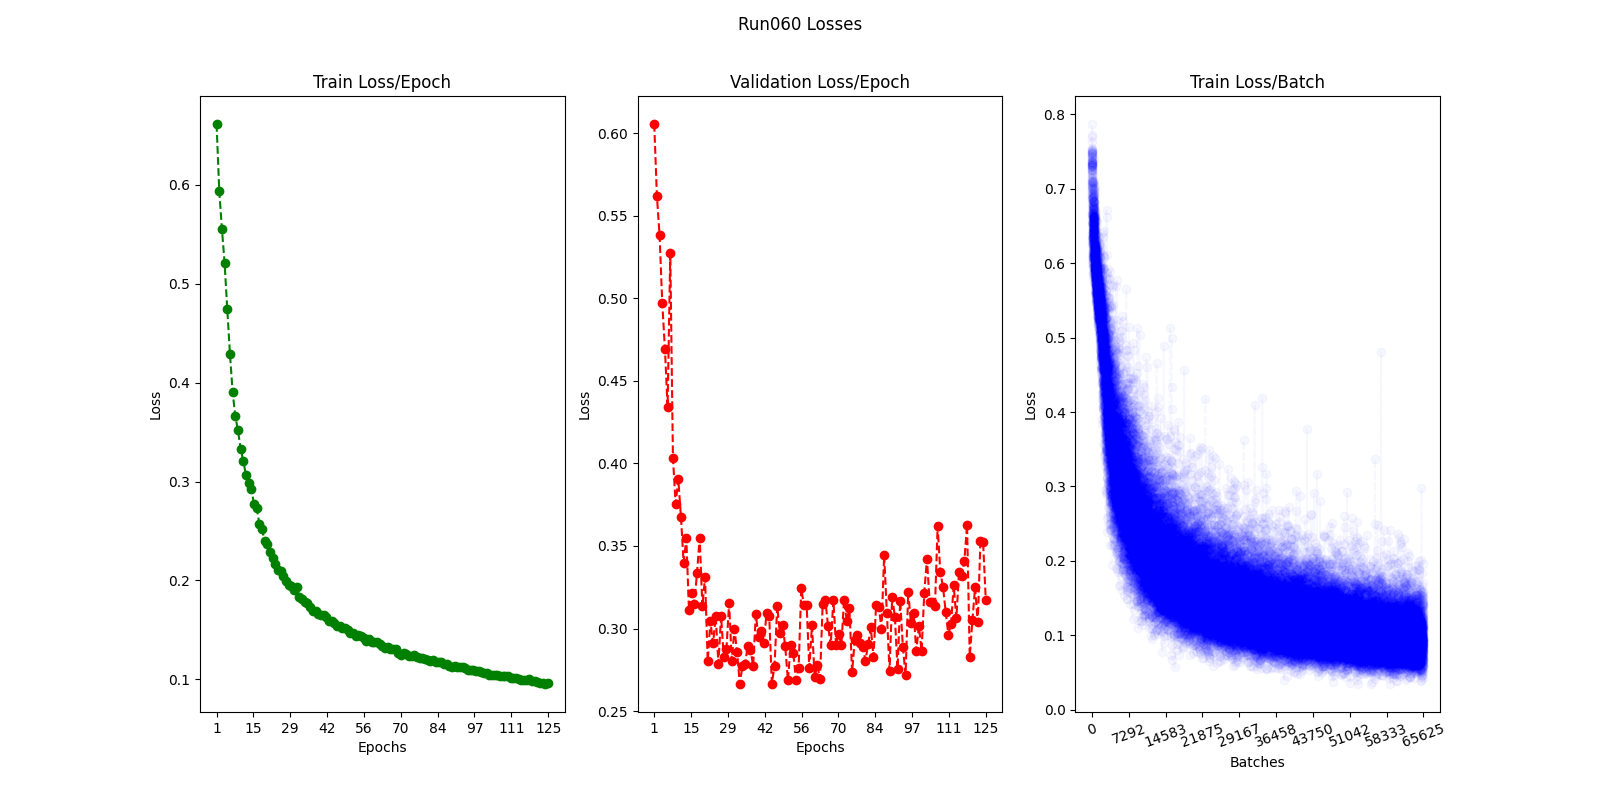 Run060 Losses
Train Loss/Epoch
Validation Loss/Epoch
Train Loss/Batch
Loss
0.6
0.5
0.4
0.3
0.2
0.1
1 15 29 42 56 70 84 97 111 125
Epochs
Loss
0.60
0.55
0.50
0.45
0.40
0.35
0.30
0.25
1 15 29 42 56 70 84 97 111 125
Epochs
Loss
0.8
0.7
0.6
0.5
0.4
0.3
0.2
0.1
0.0
0 7292 14583 21875 29167 36458 43750 51042 58333 65625
Batches